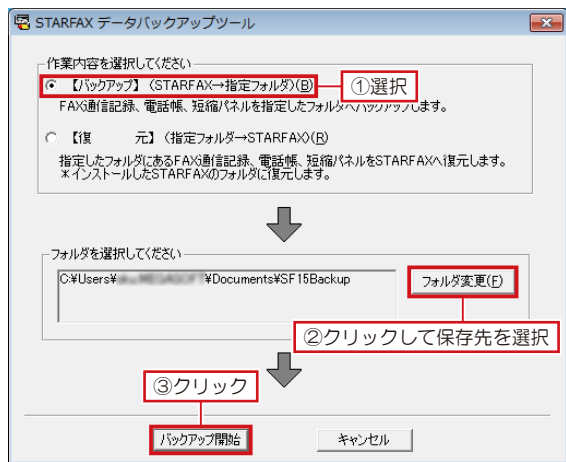 STARFAX データバックアップツール
作業内容を選択してください
【バックアップ】 (STARFAX→指定フォルダ)(B)
①選択
FAX通信記録、電話帳、短縮パネルを指定したフォルダへバックアップします。
【復　　元】 (指定フォルダ→STARFAX)(R)
指定したフォルダにあるFAX通信記録、電話帳、短縮パネルをSTARFAXへ復元します。
＊インストールしたSTARFAXのフォルダに復元します。
フォルダを選択してください
C:¥Users¥ ¥Documents¥SF15Backup
フォルダ変更(F)
②クリックして保存先を選択
③クリック
バックアップ開始
キャンセル